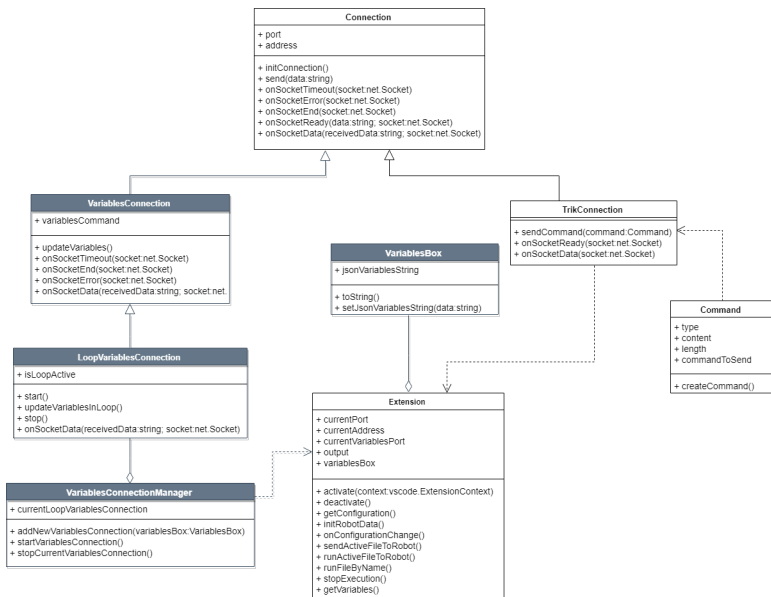 Connection
+ port
+ address
+ initConnection()
+ send(data:string)
+ onSocketTimeout(socket:net.Socket)
+ onSocketError(socket:net.Socket)
+ onSocketEnd(socket:net.Socket)
+ onSocketReady(data:string; socket:net.Socket)
+ onSocketData(receivedData:string; socket:net.Socket)
VariablesConnection
+ variablesCommand
+ updateVariables()
+ onSocketTimeout(socket:net.Socket)
+ onSocketEnd(socket:net.Socket)
+ onSocketError(socket:net.Socket)
+ onSocketData(receivedData:string; socket:net.
TrikConnection
+ sendCommand(command:Command)
+ onSocketReady(socket:net.Socket)
+ onSocketData(socket:net.Socket)
VariablesBox
+ jsonVariablesString
+ toString()
+ setJsonVariablesString(data:string)
Command
+ type
+ content
+ length
+ commandToSend
+ createCommand()
LoopVariablesConnection
+ isLoopActive
+ start()
+ updateVariablesInLoop()
+ stop()
+ onSocketData(receivedData:string; socket:net.Socket)
Extension
+ currentPort
+ currentAddress
+ currentVariablesPort
+ output
+ variablesBox
+ activate(context:vscode.ExtensionContext)
+ deactivate()
+ getConfiguration()
+ initRobotData()
+ onConfigurationChange()
+ sendActiveFileToRobot()
+ runActiveFileToRobot()
+ runFileByName()
+ stopExecution()
+ getVariables()
VariablesConnectionManager
+ currentLoopVariablesConnection
+ addNewVariablesConnection(variablesBox:VariablesBox)
+ startVariablesConnection()
+ stopCurrentVariablesConnection()